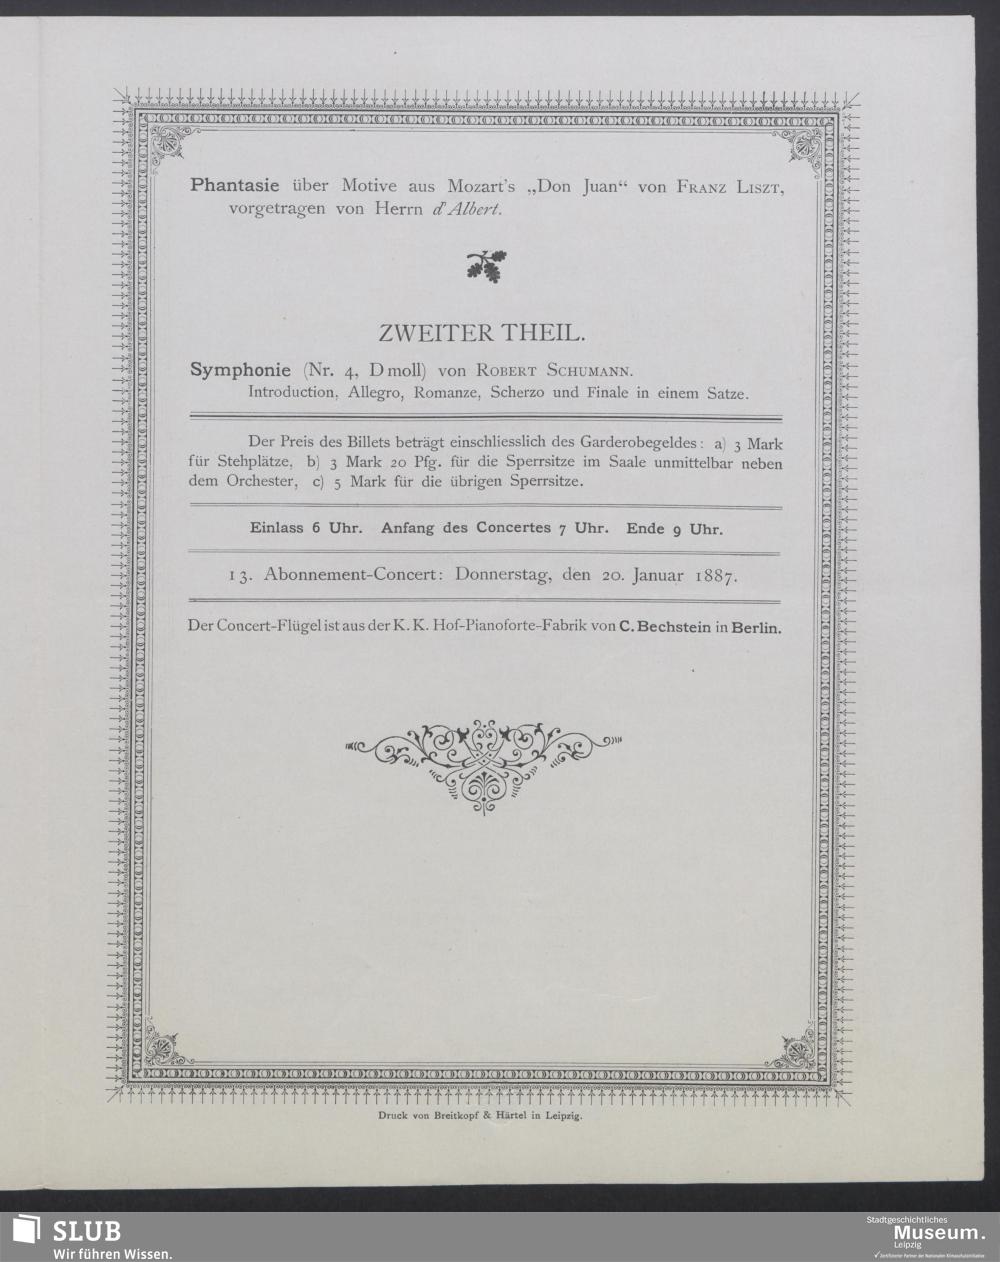 Phantasie über Motive aus Mozart's „Don Juan“ von Franz Liszt,
vorgetragen von Herrn d'Albert.
ZWEITER THEIL.
Symphonie (Nr. 4, D moll) von Robert Schumann.
Introduction, Allegro, Romanze, Scherzo und Finale in einem Satze.
Der Preis des Billets beträgt einschliesslich des Garderobegeldes: a) 3 Mark
für Stehplätze, b) 3 Mark 20 Pfg. für die Sperrsitze im Saale unmittelbar neben
dem Orchester, c) 5 Mark für die übrigen Sperrsitze.
Einlass 6 Uhr. Anfang des Concertes 7 Uhr. Ende 9 Uhr.
13. Abonnement-Concert: Donnerstag, den 20. Januar 1887.
Der Concert-Flügel ist aus der K. K. Hof-Pianoforte-Fabrik von C. Bechstein in Berlin.
Druck von Breitkopf & Härtel in Leipzig.
SLUB
Wir führen Wissen.
Stadtgeschichtliches
Museum.
Leipzig
Zertifizierter Partner der Nationalen Klimaschutzinitiative